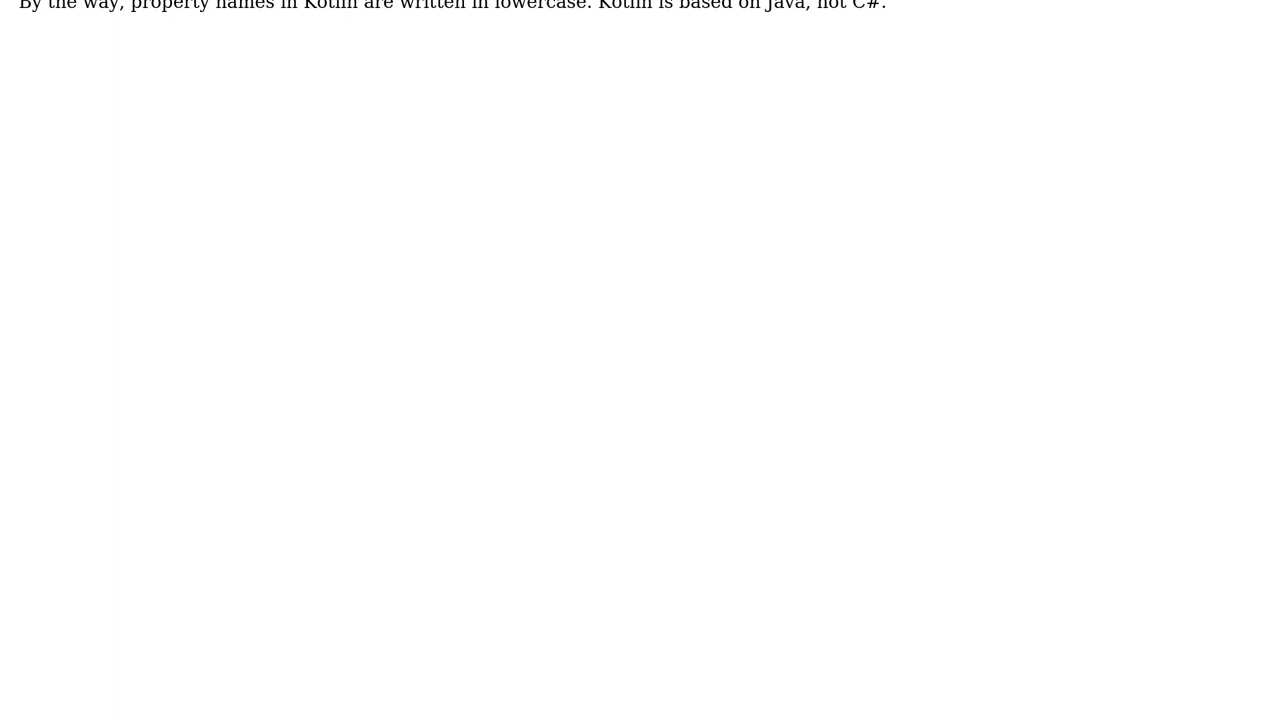 By the way, property names in Kotlin are written in lowercase. Kotlin is based on Java, not C#.